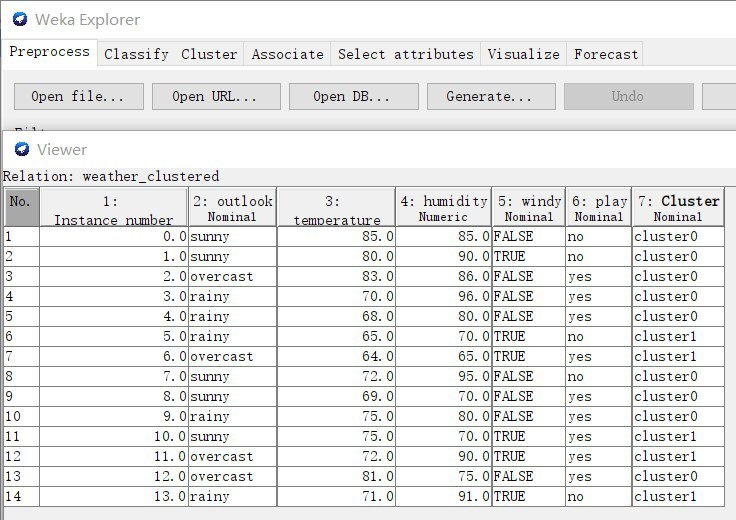 Weka Explorer
Preprocess Classify Cluster Associate Select attributes Visualize Forecast
Open file... Open URL... Open DB... Generate... Undo
Viewer
Relation: weather_clustered
No. 1: Instance number 2: outlook Nominal 3: temperature 4: humidity Numeric 5: windy Nominal 6: play Nominal 7: Cluster Nominal
1 0.0 sunny 85.0 85.0 FALSE no cluster0
2 1.0 sunny 80.0 90.0 TRUE no cluster0
3 2.0 overcast 83.0 86.0 FALSE yes cluster0
4 3.0 rainy 70.0 96.0 FALSE yes cluster0
5 4.0 rainy 68.0 80.0 FALSE yes cluster0
6 5.0 rainy 65.0 70.0 TRUE no cluster1
7 6.0 overcast 64.0 65.0 TRUE yes cluster1
8 7.0 sunny 72.0 95.0 FALSE no cluster0
9 8.0 sunny 69.0 70.0 FALSE yes cluster0
10 9.0 rainy 75.0 80.0 FALSE yes cluster0
11 10.0 sunny 75.0 70.0 TRUE yes cluster1
12 11.0 overcast 72.0 90.0 TRUE yes cluster1
13 12.0 overcast 81.0 75.0 FALSE yes cluster0
14 13.0 rainy 71.0 91.0 TRUE no cluster1